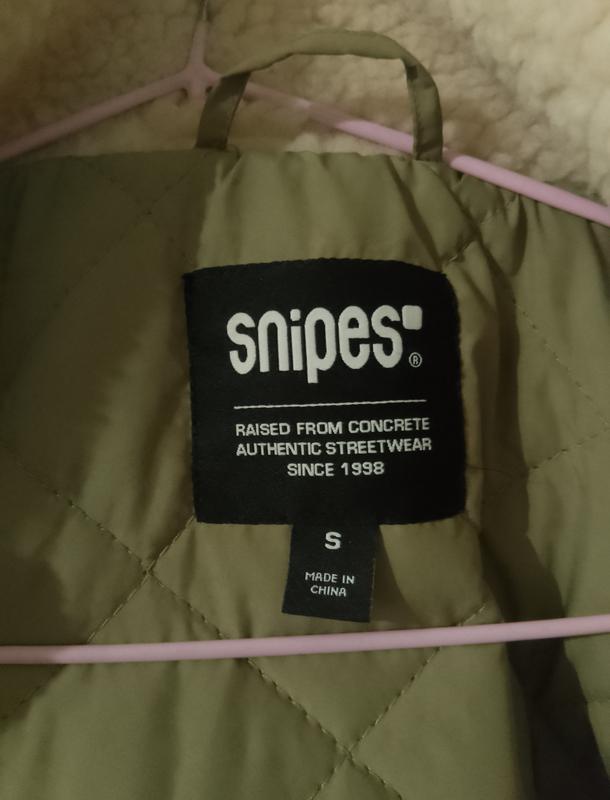 snipes®
RAISED FROM CONCRETE
AUTHENTIC STREETWEAR
SINCE 1998
S
MADE IN
CHINA